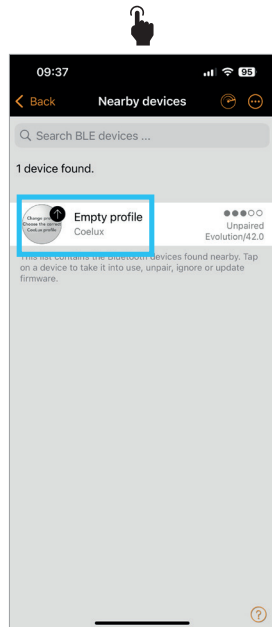 09:37
95
Back
Nearby devices
Search BLE devices ...
1 device found.
Change profile
Choose the correct
CoeLux profile
Empty profile
Coelux
Unpaired
Evolution/42.0
This list contains the Bluetooth devices found nearby. Tap
on a device to take it into use, unpair, ignore or update
firmware.
?